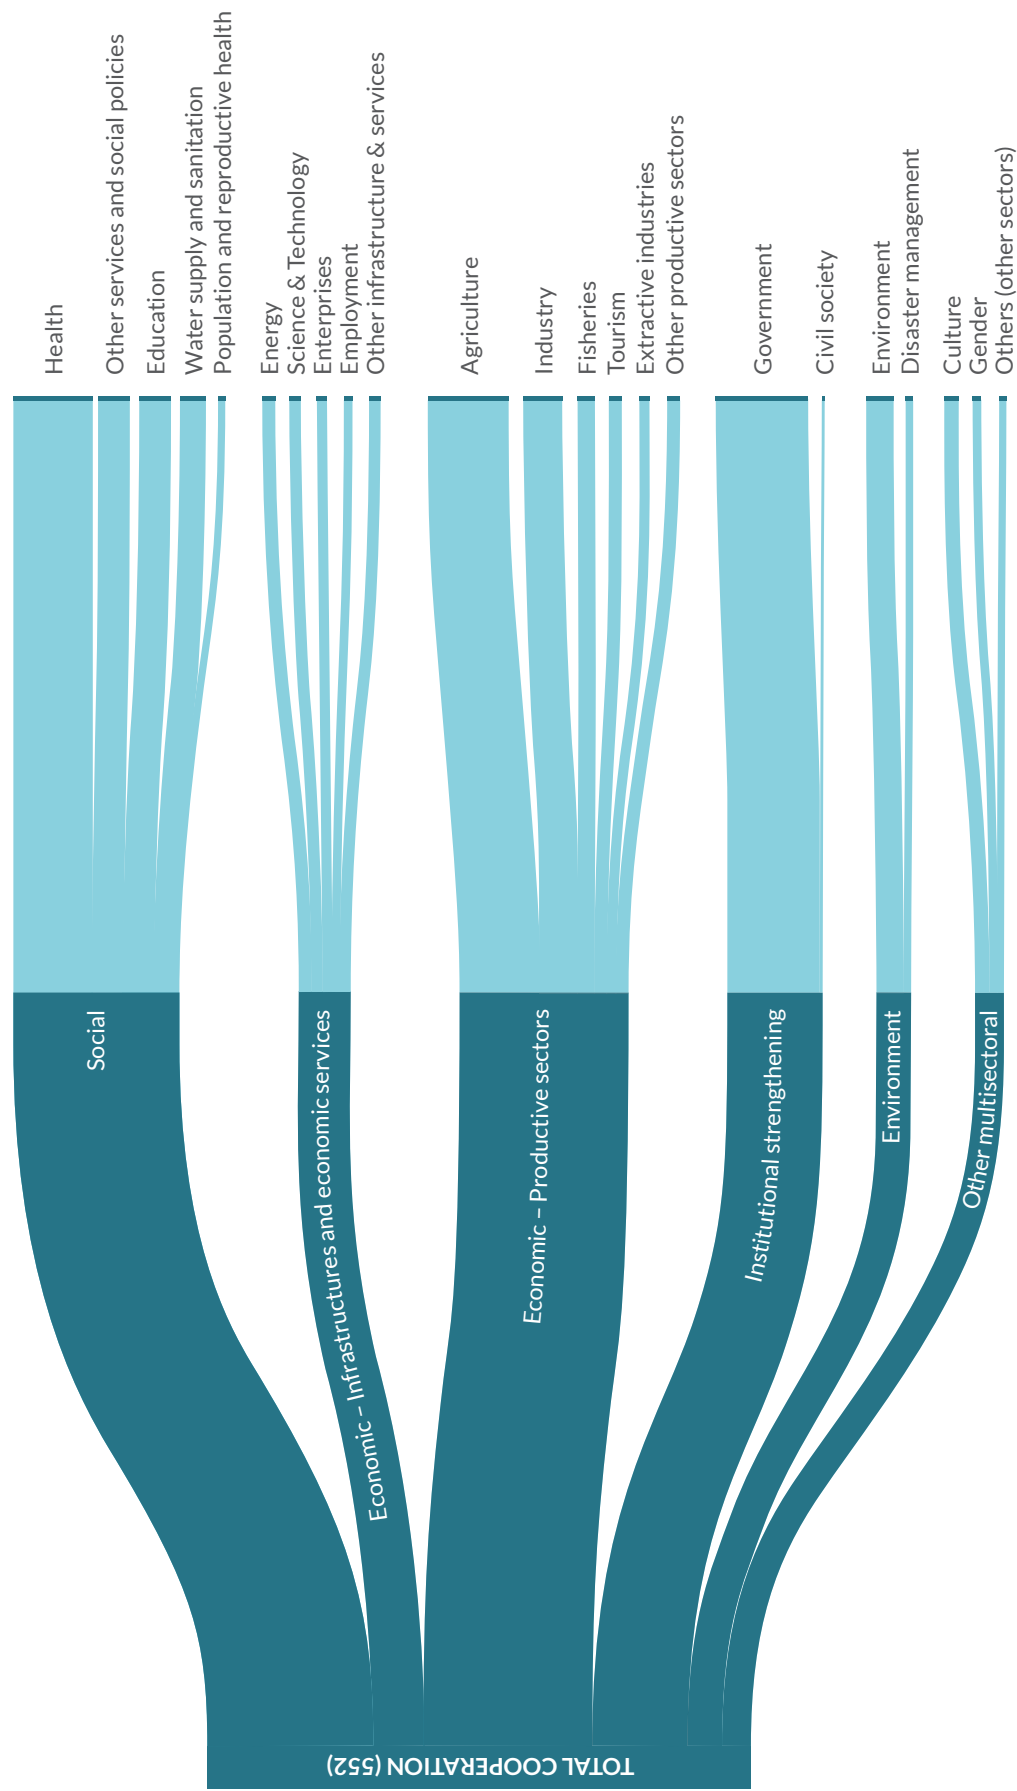 Health
Other services and social policies
Education
Water supply and sanitation
Population and reproductive health
Energy
Science & Technology
Enterprises
Employment
Other infrastructure & services
Agriculture
Industry
Fisheries
Tourism
Extractive industries
Other productive sectors
Government
Civil society
Environment
Disaster management
Culture
Gender
Others (other sectors)
Social
Economic – Infrastructures and economic services
Economic – Productive sectors
Institutional strengthening
Environment
Other multisectoral
TOTAL COOPERATION (552)